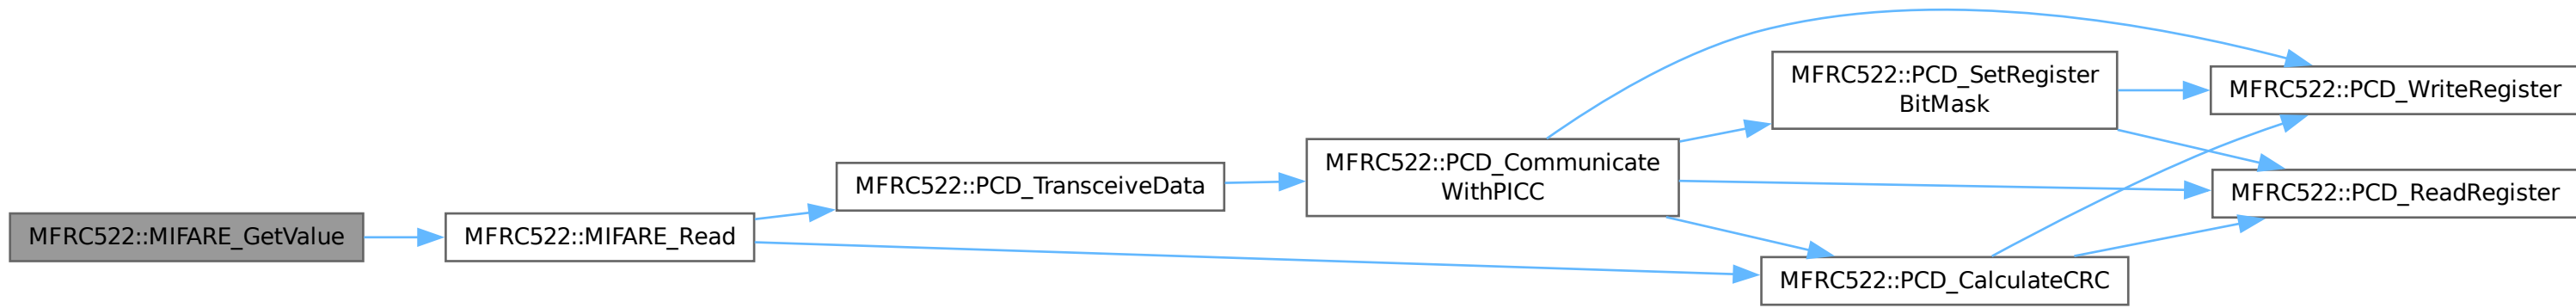 MFRC522::MIFARE_GetValue
MFRC522::MIFARE_Read
MFRC522::PCD_TransceiveData
MFRC522::PCD_Communicate
WithPICC
MFRC522::PCD_SetRegister
BitMask
MFRC522::PCD_WriteRegister
MFRC522::PCD_ReadRegister
MFRC522::PCD_CalculateCRC